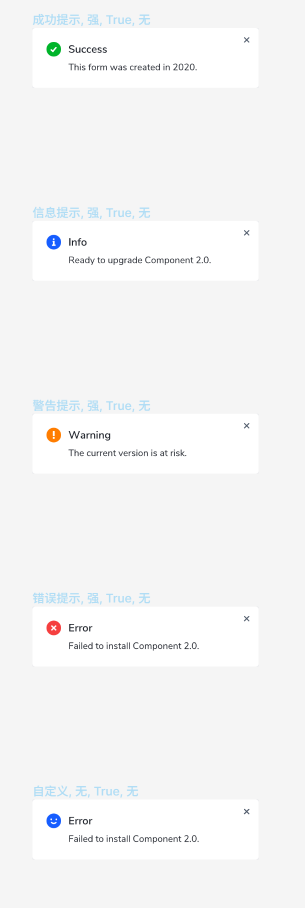 成功提示, 强, True, 无
Success
This form was created in 2020.
信息提示, 强, True, 无
Info
Ready to upgrade Component 2.0.
警告提示, 强, True, 无
Warning
The current version is at risk.
错误提示, 强, True, 无
Error
Failed to install Component 2.0.
自定义, 无, True, 无
Error
Failed to install Component 2.0.